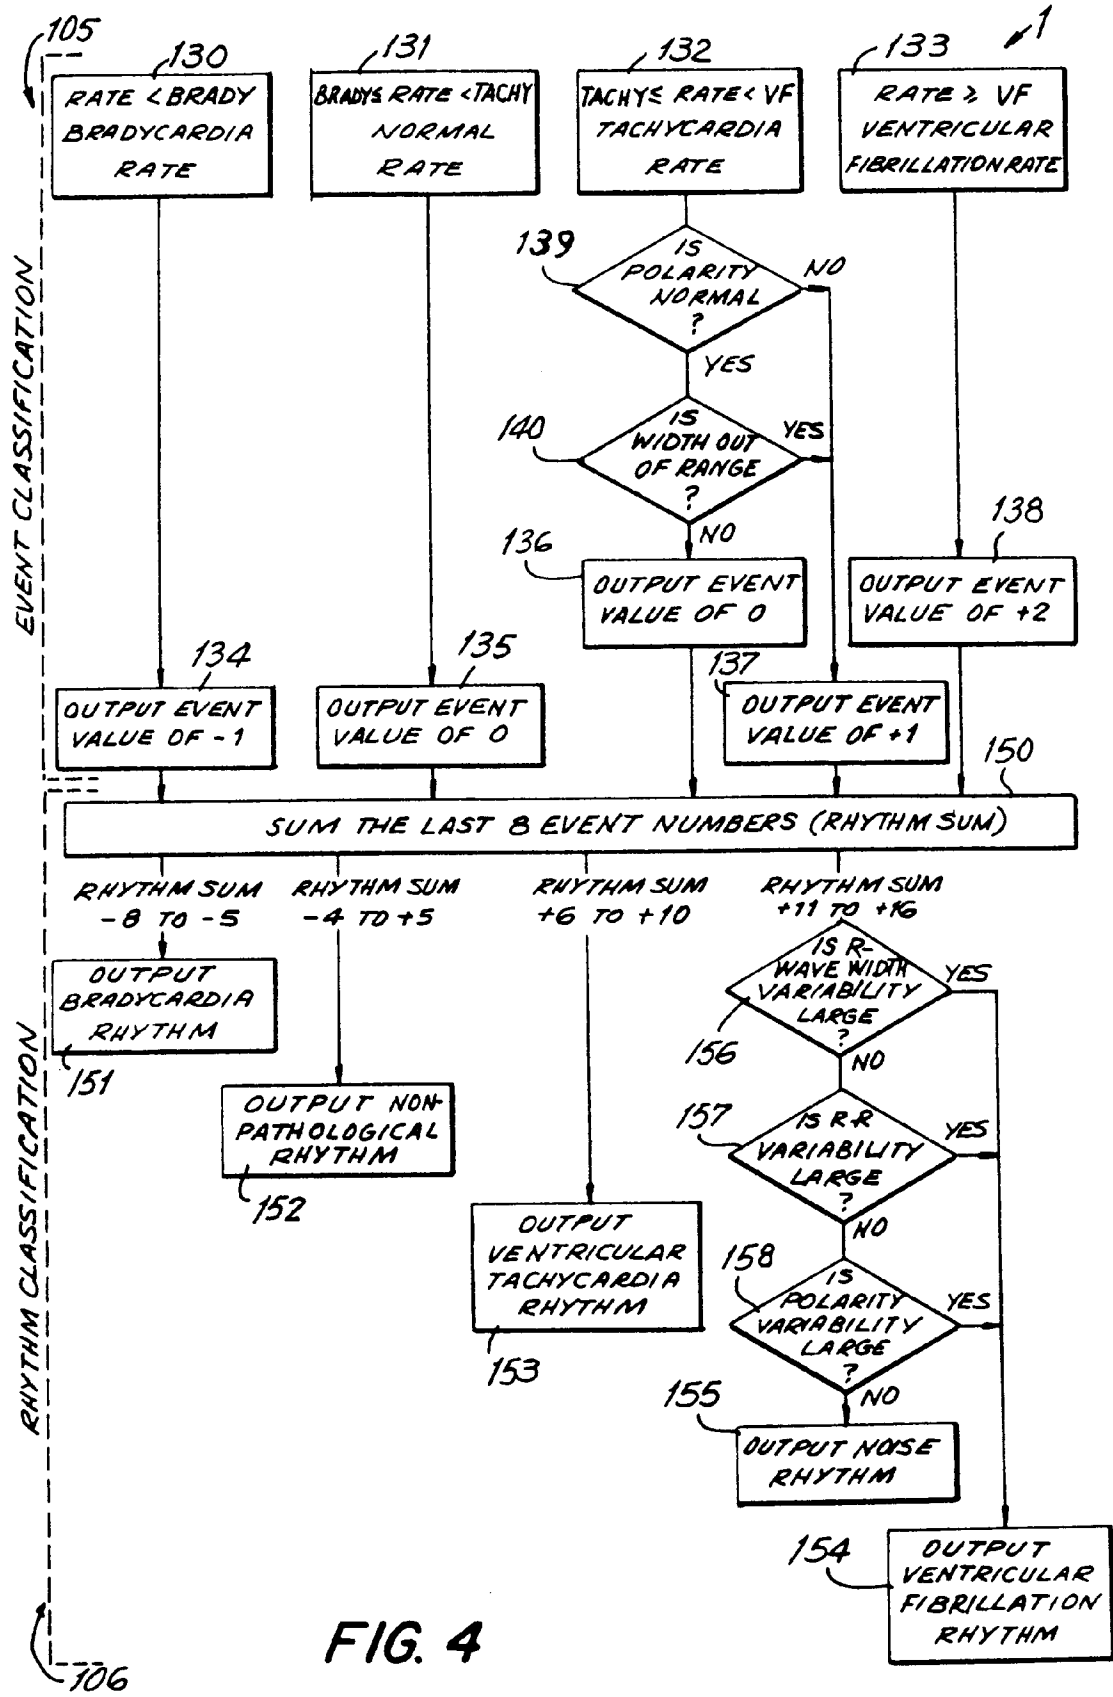 105
130
131
132
133
1
RATE < BRADY
BRADYCARDIA
RATE
BRADY≤ RATE < TACHY
NORMAL
RATE
TACHY≤ RATE < VF
TACHYCARDIA
RATE
RATE ≥ VF
VENTRICULAR
FIBRILLATION RATE
EVENT CLASSIFICATION
139
IS
POLARITY
NORMAL
?
NO
YES
140
IS
WIDTH OUT
OF RANGE
?
YES
NO
136
OUTPUT EVENT
VALUE OF 0
138
OUTPUT EVENT
VALUE OF +2
134
OUTPUT EVENT
VALUE OF -1
135
OUTPUT EVENT
VALUE OF 0
137
OUTPUT EVENT
VALUE OF +1
150
SUM THE LAST 8 EVENT NUMBERS (RHYTHM SUM)
RHYTHM SUM
-8 TO -5
RHYTHM SUM
-4 TO +5
RHYTHM SUM
+6 TO +10
RHYTHM SUM
+11 TO +16
RHYTHM CLASSIFICATION
OUTPUT
BRADYCARDIA
RHYTHM
151
OUTPUT NON-
PATHOLOGICAL
RHYTHM
152
OUTPUT
VENTRICULAR
TACHYCARDIA
RHYTHM
153
IS R-
WAVE WIDTH
VARIABILITY
LARGE
?
YES
156
NO
157
IS R-R
VARIABILITY
LARGE
?
YES
NO
158
IS
POLARITY
VARIABILITY
LARGE
?
YES
NO
155
OUTPUT NOISE
RHYTHM
154
OUTPUT
VENTRICULAR
FIBRILLATION
RHYTHM
FIG. 4
106